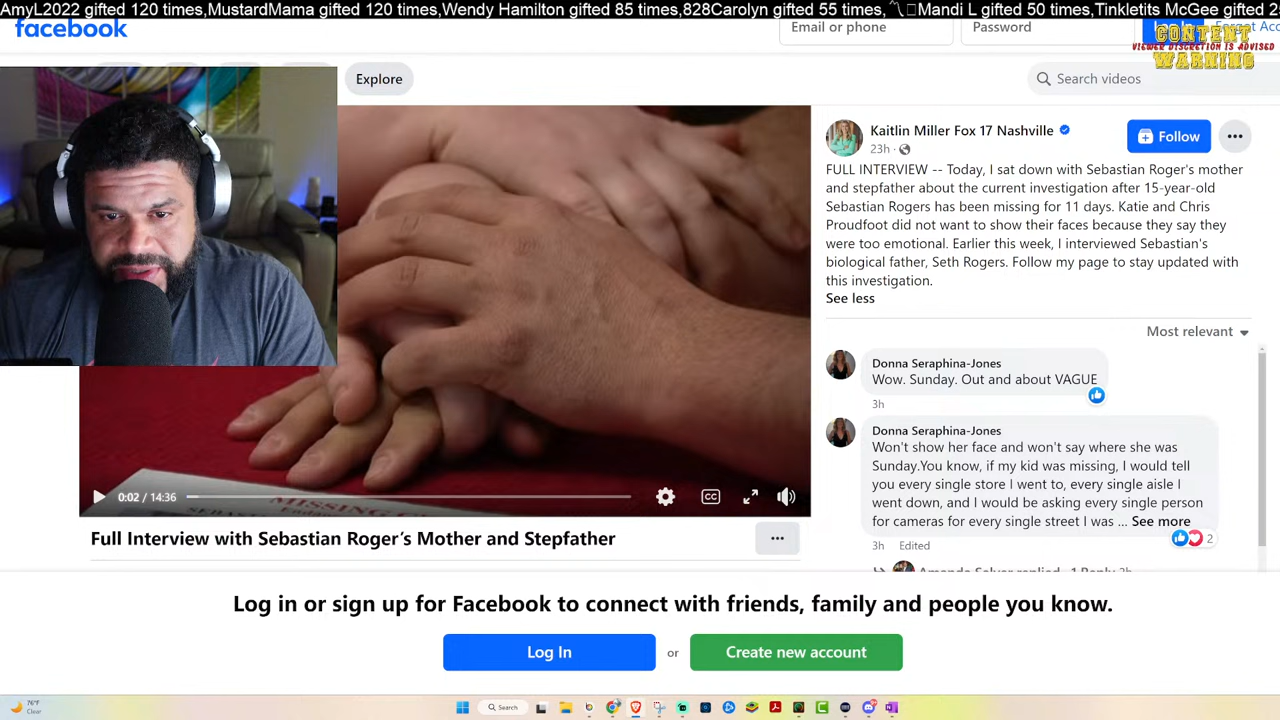 AmyL2022 gifted 120 times,MustardMama gifted 120 times,Wendy Hamilton gifted 85 times,828Carolyn gifted 55 times, Mandi L gifted 50 times,Tinkletits McGee gifted
facebook
Email or phone
Password
CONTENT
VIEWER DISCRETION IS ADVISED
WARNING
Explore
Search videos
Kaitlin Miller Fox 17 Nashville
Follow
23h
FULL INTERVIEW -- Today, I sat down with Sebastian Roger's mother
and stepfather about the current investigation after 15-year-old
Sebastian Rogers has been missing for 11 days. Katie and Chris
Proudfoot did not want to show their faces because they say they
were too emotional. Earlier this week, I interviewed Sebastian's
biological father, Seth Rogers. Follow my page to stay updated with
this investigation.
See less
Most relevant
Donna Seraphina-Jones
Wow. Sunday. Out and about VAGUE
3h
Donna Seraphina-Jones
Won't show her face and won't say where she was
Sunday.You know, if my kid was missing, I would tell
you every single store I went to, every single aisle I
went down, and I would be asking every single person
for cameras for every single street I was ... See more
2
3h Edited
0:02 / 14:36
CC
MISSING
Full Interview with Sebastian Roger's Mother and Stepfather
Log in or sign up for Facebook to connect with friends, family and people you know.
Log In
or
Create new account
76°F
Clear
Search